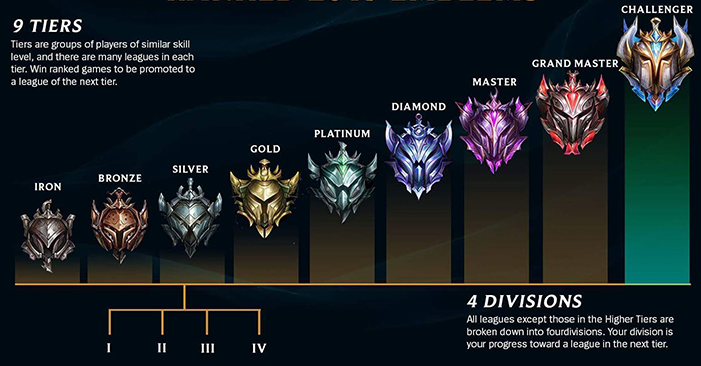 CHALLENGER
9 TIERS
Tiers are groups of players of similar skill
level, and there are many leagues in each
tier. Win ranked games to be promoted to
a league of the next tier.
GRAND MASTER
MASTER
DIAMOND
PLATINUM
GOLD
SILVER
BRONZE
IRON
4 DIVISIONS
All leagues except those in the Higher Tiers are
broken down into fourdivisions. Your division is
your progress toward a league in the next tier.
I II III IV